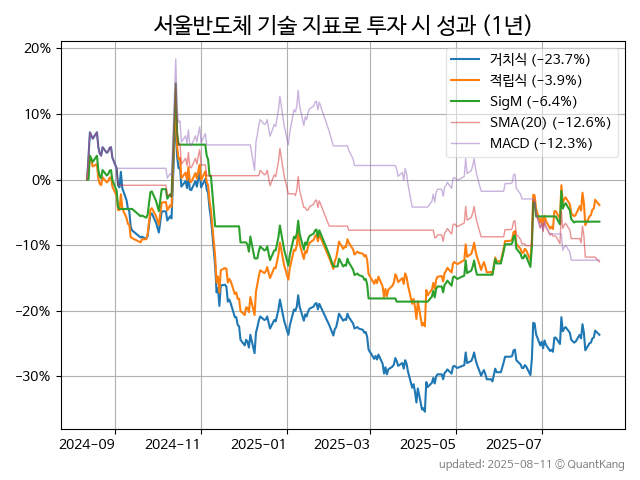 서울반도체 기술 지표로 투자 시 성과 (1년)
20%
10%
0%
−10%
−20%
−30%
거치식 (−23.7%)
적립식 (−3.9%)
SigM (−6.4%)
SMA(20) (−12.6%)
MACD (−12.3%)
2024-09
2024-11
2025-01
2025-03
2025-05
2025-07
updated: 2025-08-11 © QuantKang